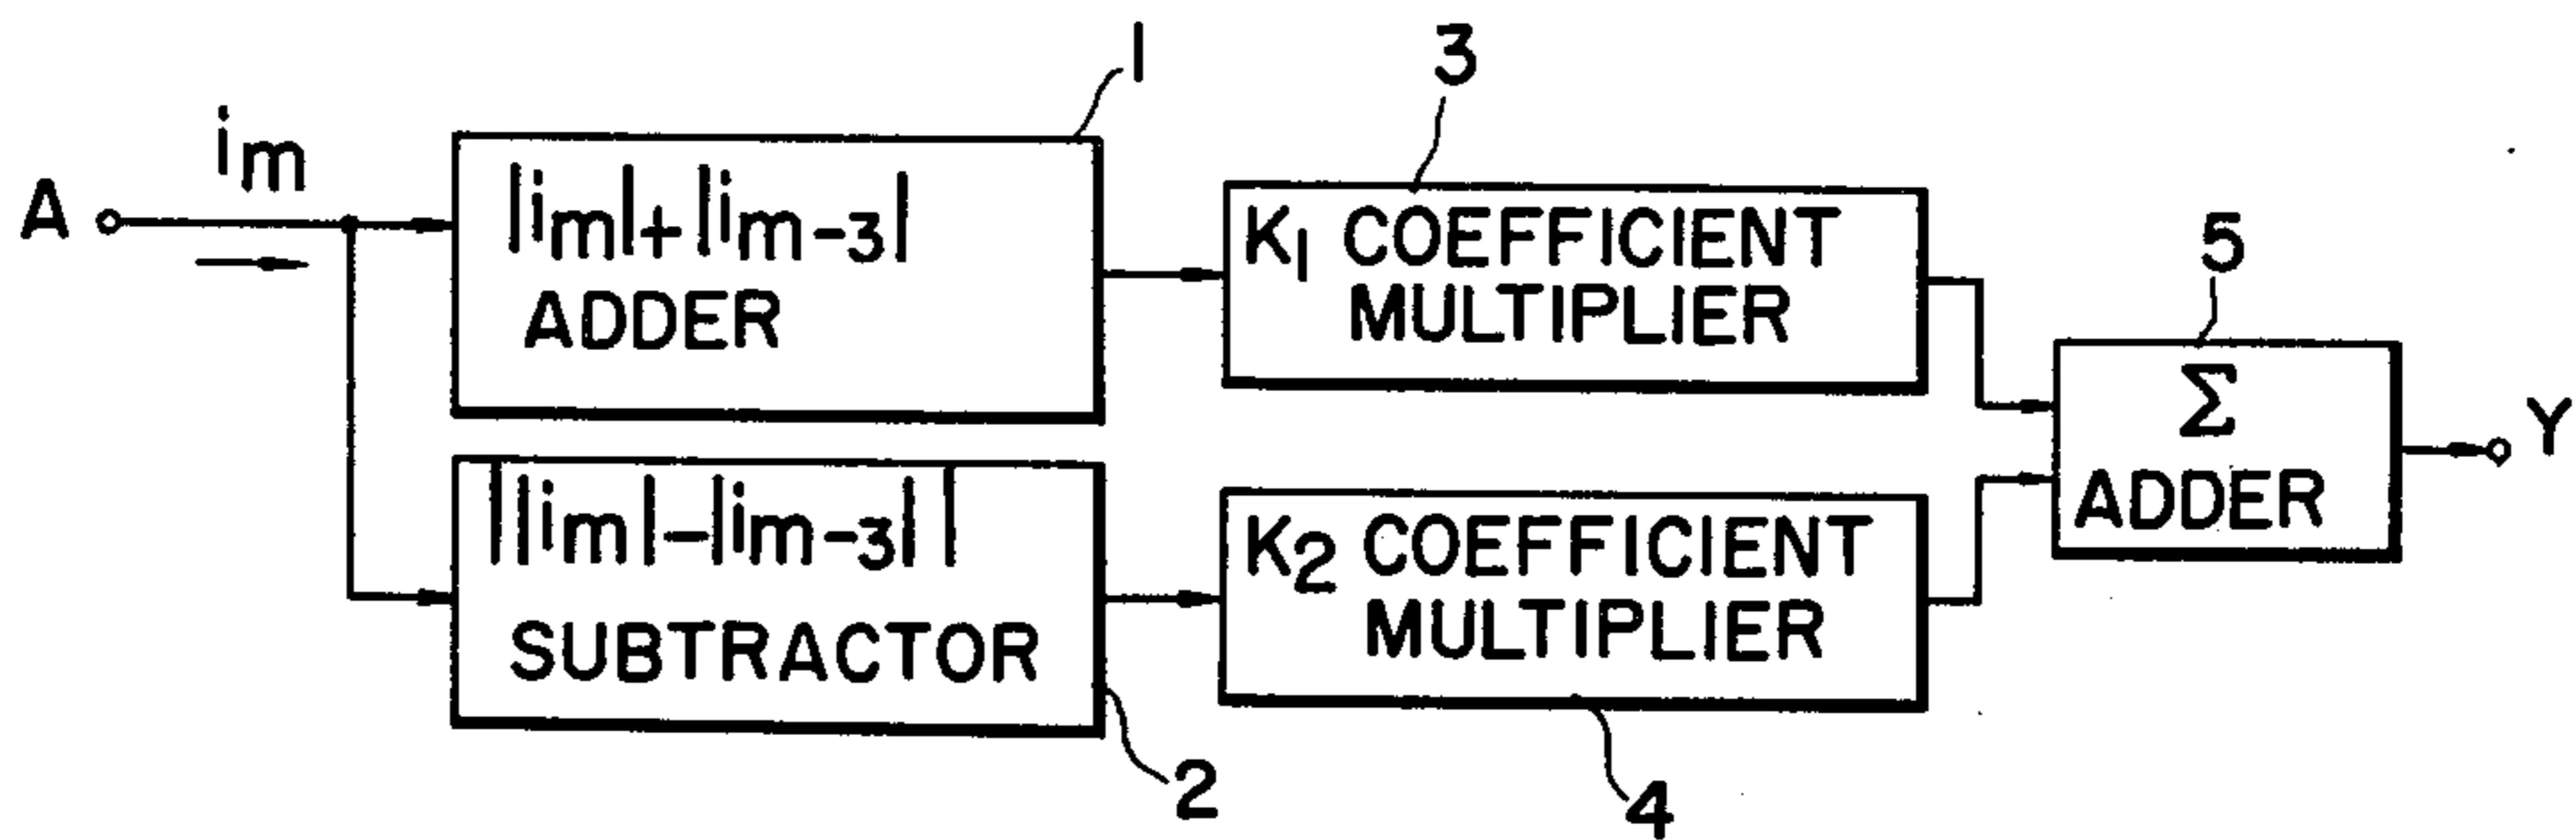 A
im
1
|im|+|im-3|
ADDER
3
K1 COEFFICIENT
MULTIPLIER
5
Σ
ADDER
Y
||im|-|im-3||
SUBTRACTOR
2
K2 COEFFICIENT
MULTIPLIER
4